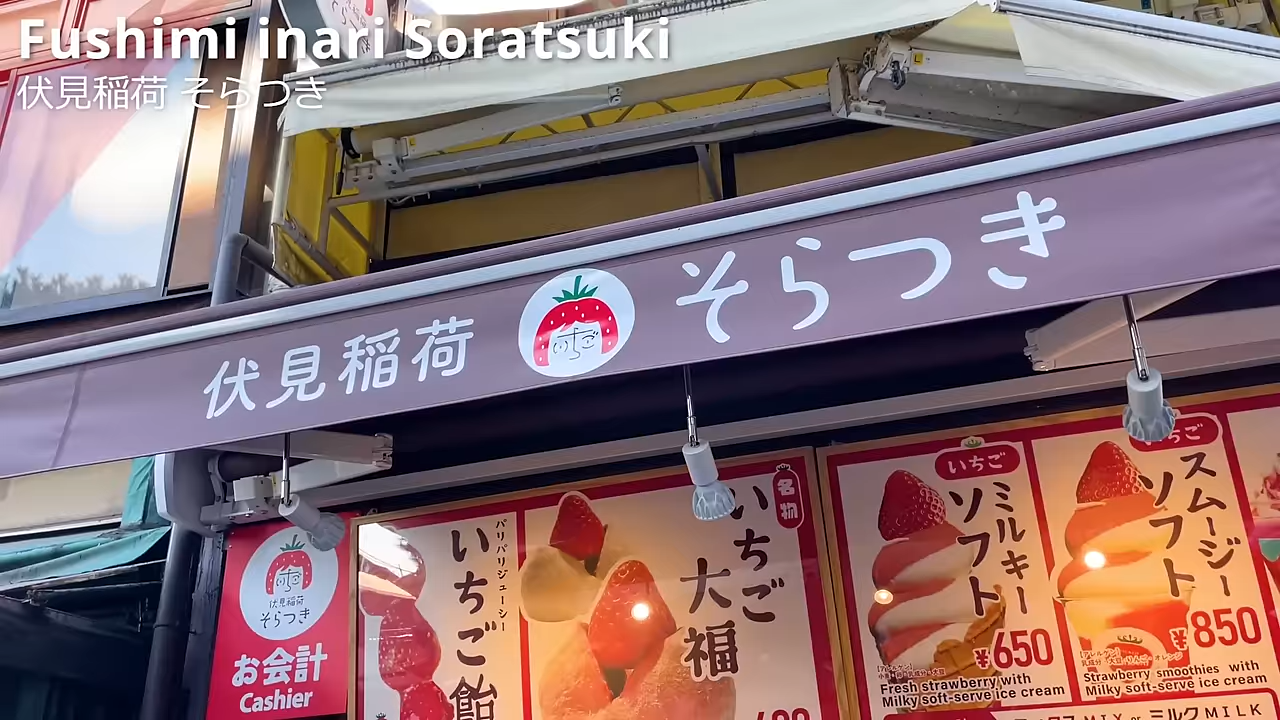 Fushimi inari Soratsuki
伏見稲荷 そらつき
伏見稲荷 いちご そらつき
伏見稲荷
そらつき
お会計
Cashier
パリパリジューシー
いちご飴
名物
いちご
大福
いちご
ミルキー
ソフト
¥650
Fresh strawberry with
Milky soft-serve ice cream
いちご
スムージー
ソフト
¥850
Strawberry smoothies with
Milky soft-serve ice cream
MIX or ミルクMILK